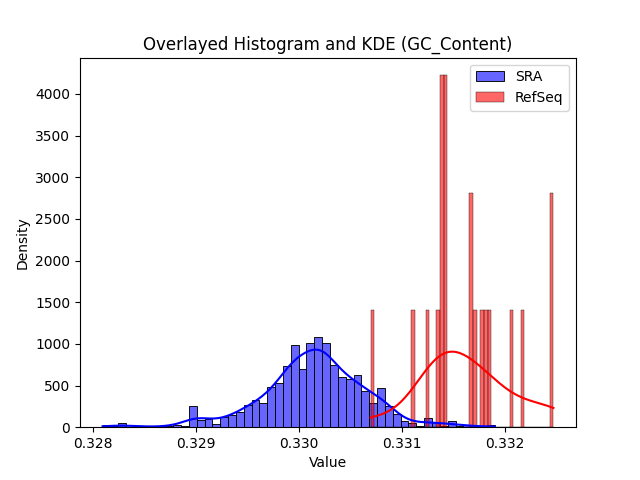 Overlayed Histogram and KDE (GC_Content)
SRA
RefSeq
4000
3500
3000
2500
2000
1500
1000
500
0
Density
0.328 0.329 0.330 0.331 0.332
Value